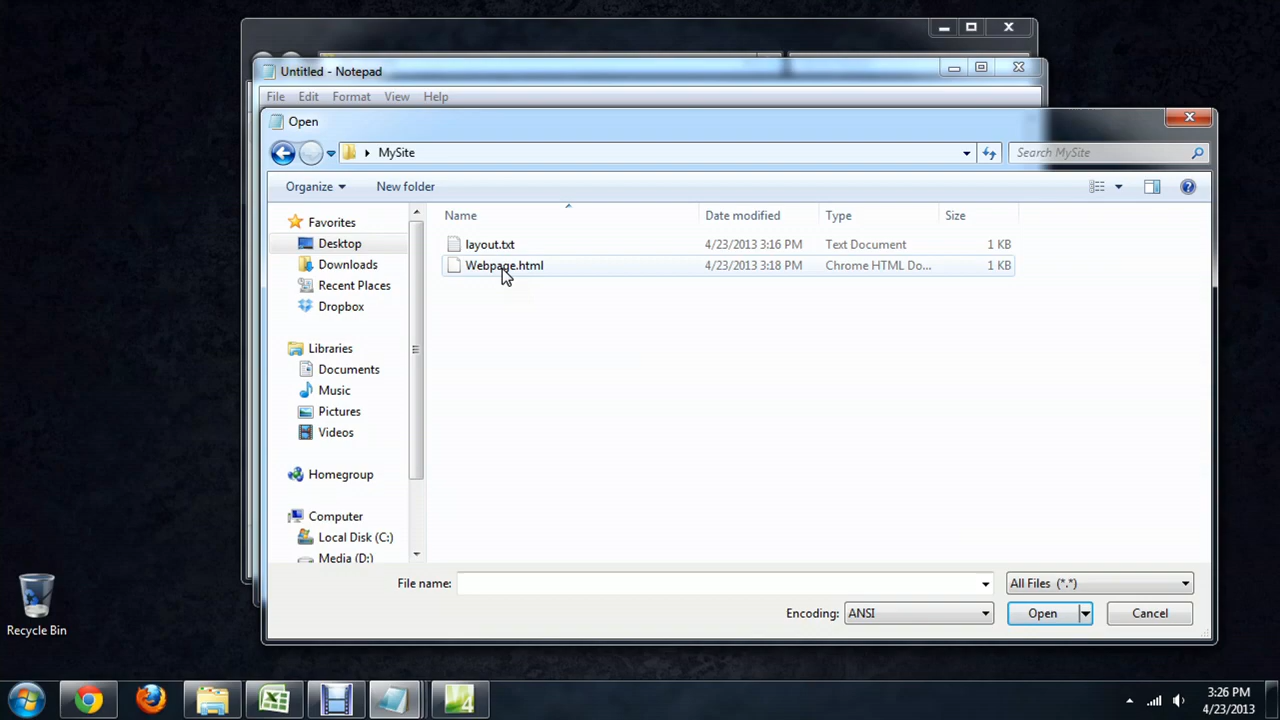 Untitled - Notepad
File Edit Format View Help
Open
MySite
Search MySite
Organize New folder
Name Date modified Type Size
Favorites
Desktop
Downloads
Recent Places
Dropbox
Libraries
Documents
Music
Pictures
Videos
Homegroup
Computer
Local Disk (C:)
Media (D:)
layout.txt 4/23/2013 3:16 PM Text Document 1 KB
Webpage.html 4/23/2013 3:18 PM Chrome HTML Do... 1 KB
File name:
All Files (*.*)
Encoding: ANSI
Open Cancel
Recycle Bin
4
3:26 PM
4/23/2013